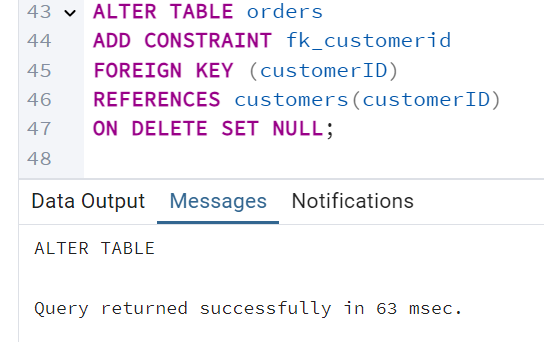 43 ALTER TABLE orders
44 ADD CONSTRAINT fk_customerid
45 FOREIGN KEY (customerID)
46 REFERENCES customers(customerID)
47 ON DELETE SET NULL;
48
Data Output Messages Notifications
ALTER TABLE
Query returned successfully in 63 msec.